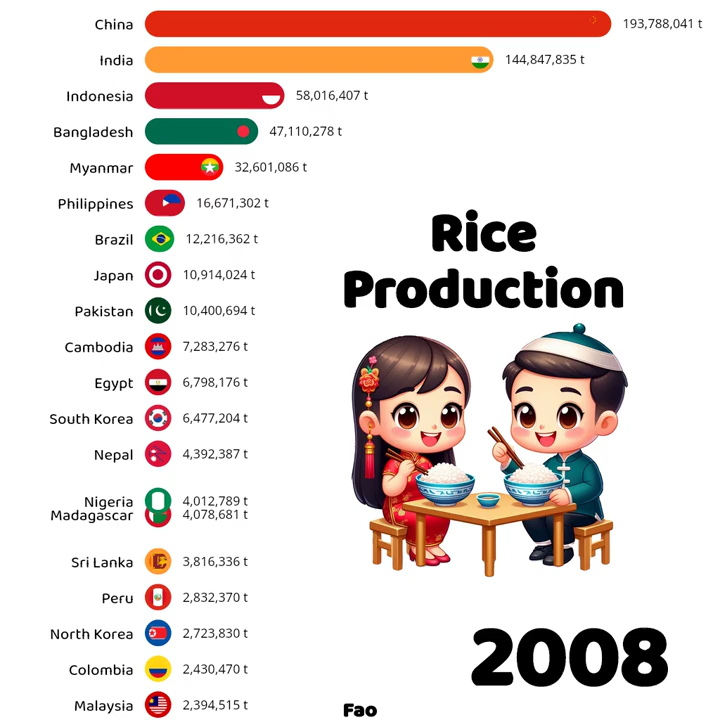 China 193,788,041 t
India 144,847,835 t
Indonesia 58,016,407 t
Bangladesh 47,110,278 t
Myanmar 32,601,086 t
Philippines 16,671,302 t
Brazil 12,216,362 t
Japan 10,914,024 t
Pakistan 10,400,694 t
Cambodia 7,283,276 t
Egypt 6,798,176 t
South Korea 6,477,204 t
Nepal 4,392,387 t
Nigeria 4,012,789 t
Madagascar 4,078,681 t
Sri Lanka 3,816,336 t
Peru 2,832,370 t
North Korea 2,723,830 t
Colombia 2,430,470 t
Malaysia 2,394,515 t
Rice
Production
2008
Fao